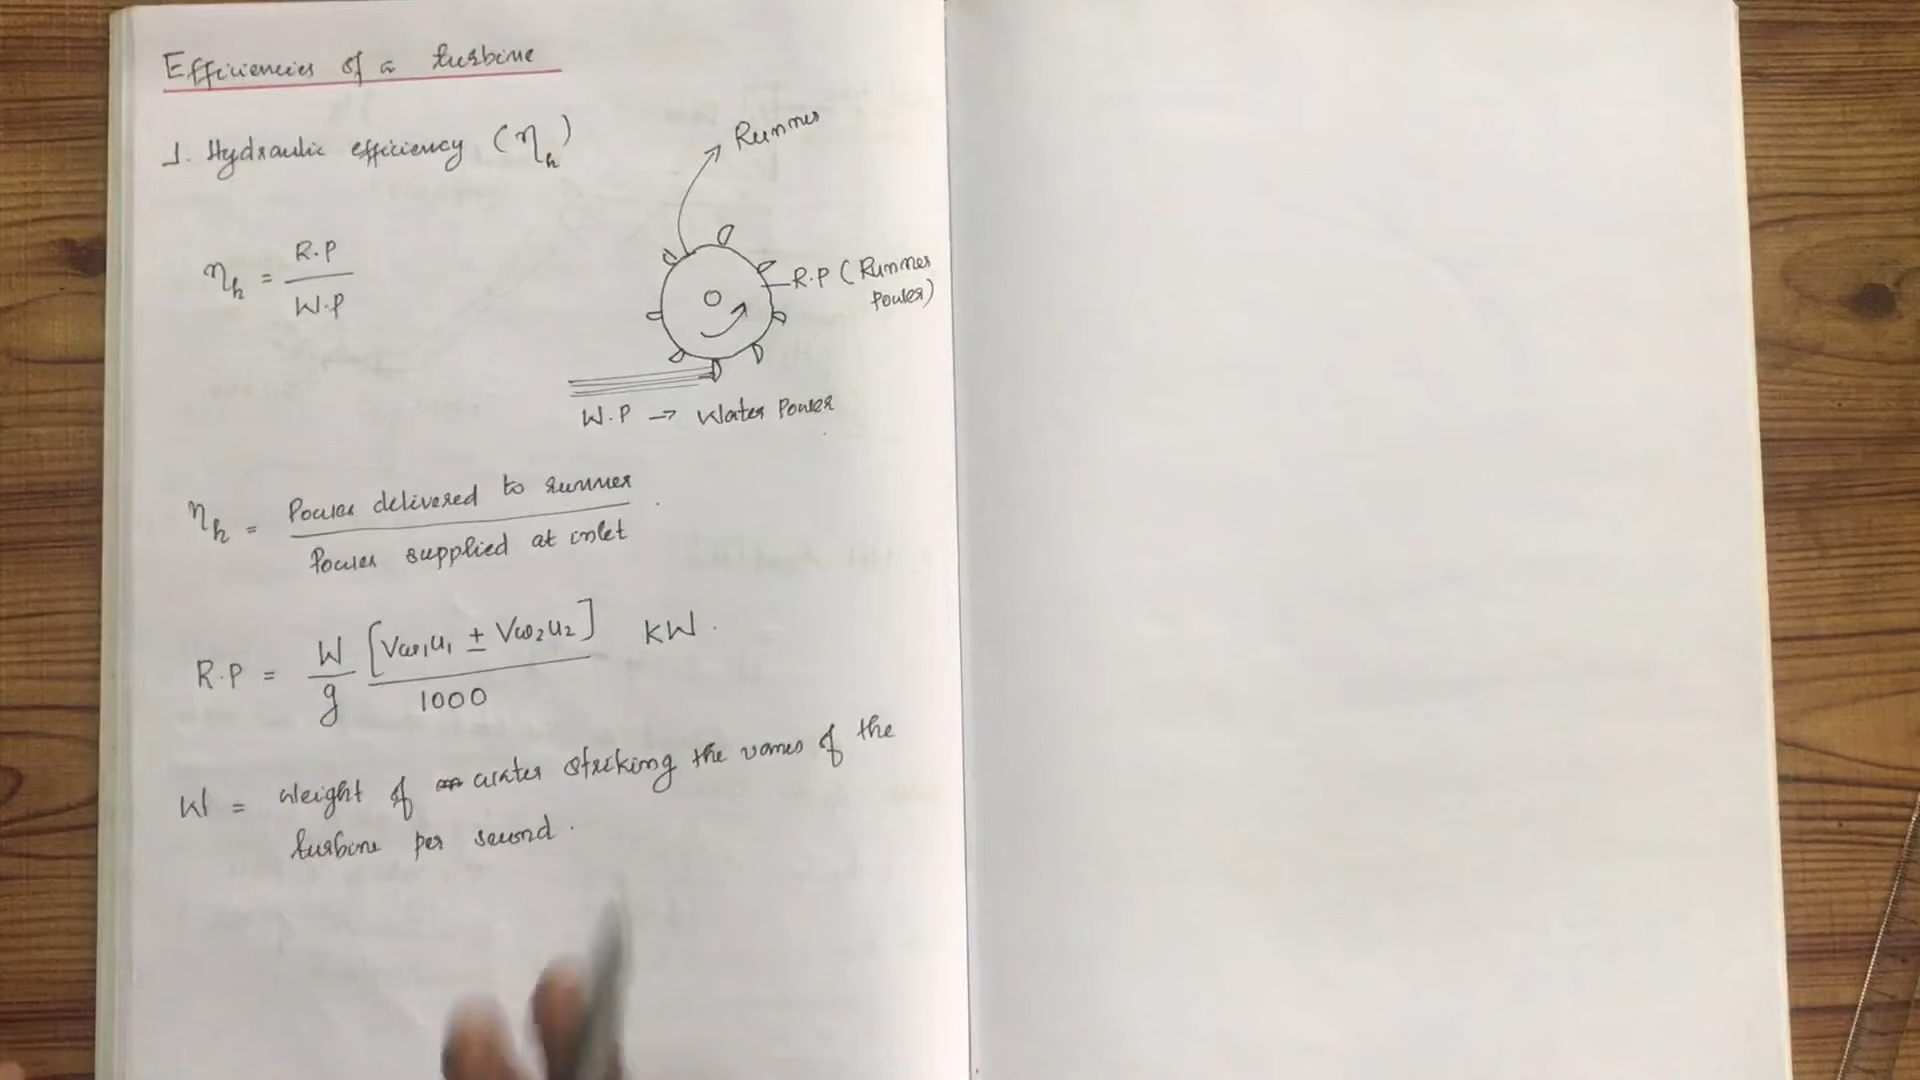 Efficiencies of a turbine
1. Hydraulic efficiency (ηh)
Runner
ηh = R.P / W.P
R.P (Runner Power)
W.P → Water Power
ηh = Power delivered to runner / Power supplied at inlet
R.P = W/g [Vw1u1 ± Vw2u2] / 1000 KW.
W = Weight of water striking the vanes of the
turbine per second.